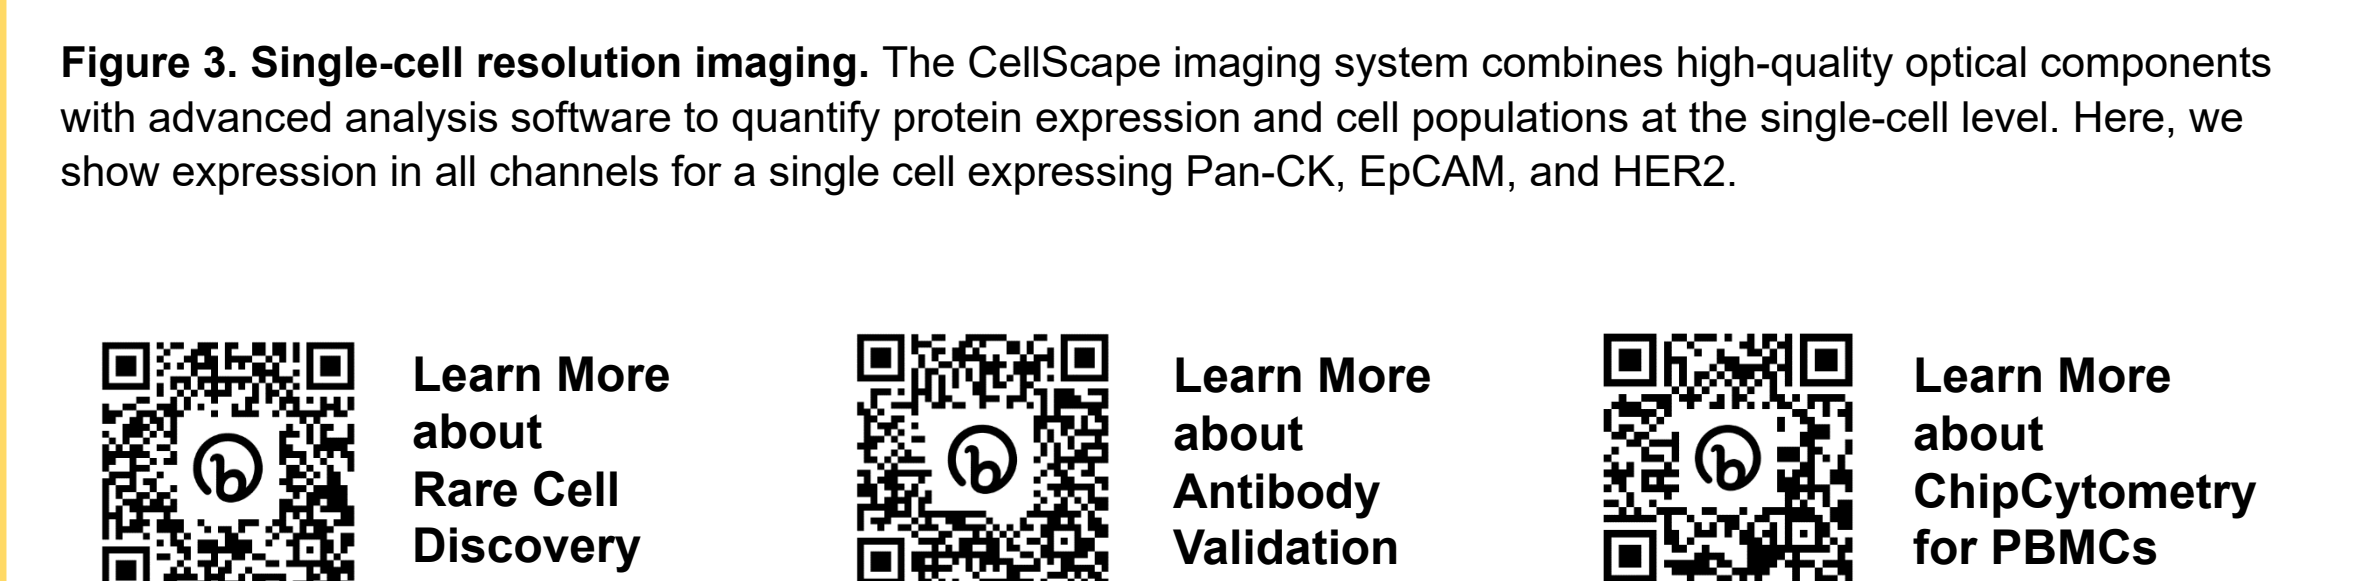 Figure 3. Single-cell resolution imaging. The CellScape imaging system combines high-quality optical components
with advanced analysis software to quantify protein expression and cell populations at the single-cell level. Here, we
show expression in all channels for a single cell expressing Pan-CK, EpCAM, and HER2.
Learn More
about
Rare Cell
Discovery
Learn More
about
Antibody
Validation
Learn More
about
ChipCytometry
for PBMCs